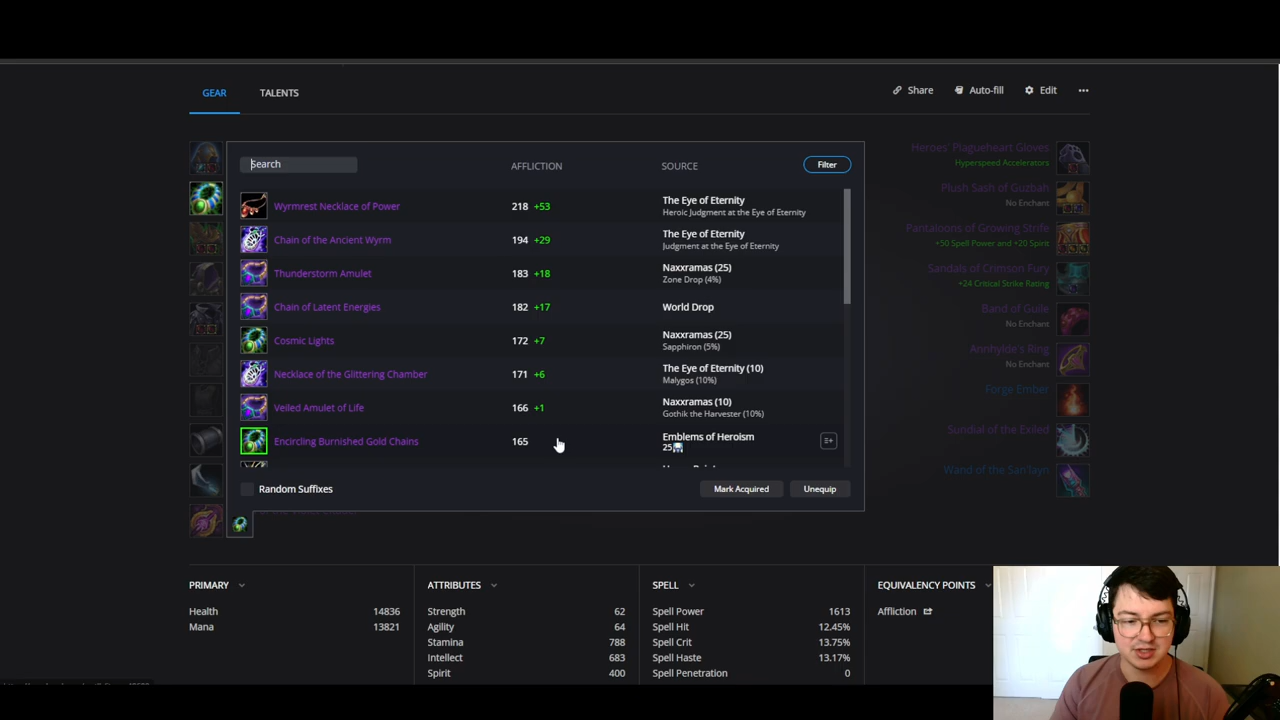 GEAR
TALENTS
Share
Auto-fill
Edit
Search
AFFLICTION
SOURCE
Filter
Wyrmrest Necklace of Power
218 +53
The Eye of Eternity
Heroic Judgment at the Eye of Eternity
Chain of the Ancient Wyrm
194 +29
The Eye of Eternity
Judgment at the Eye of Eternity
Thunderstorm Amulet
183 +18
Naxxramas (25)
Zone Drop (4%)
Chain of Latent Energies
182 +17
World Drop
Cosmic Lights
172 +7
Naxxramas (25)
Sapphiron (5%)
Necklace of the Glittering Chamber
171 +6
The Eye of Eternity (10)
Malygos (10%)
Veiled Amulet of Life
166 +1
Naxxramas (10)
Gothik the Harvester (10%)
Encircling Burnished Gold Chains
165
Emblems of Heroism
25
Random Suffixes
Mark Acquired
Unequip
Heroes' Plagueheart Gloves
Hyperspeed Accelerators
Plush Sash of Guzbah
No Enchant
Pantaloons of Growing Strife
+50 Spell Power and +20 Spirit
Sandals of Crimson Fury
+24 Critical Strike Rating
Band of Guile
No Enchant
Annhylde's Ring
No Enchant
Forge Ember
Sundial of the Exiled
Wand of the San'layn
PRIMARY
Health 14836
Mana 13821
ATTRIBUTES
Strength 62
Agility 64
Stamina 788
Intellect 683
Spirit 400
SPELL
Spell Power 1613
Spell Hit 12.45%
Spell Crit 13.75%
Spell Haste 13.17%
Spell Penetration 0
EQUIVALENCY POINTS
Affliction